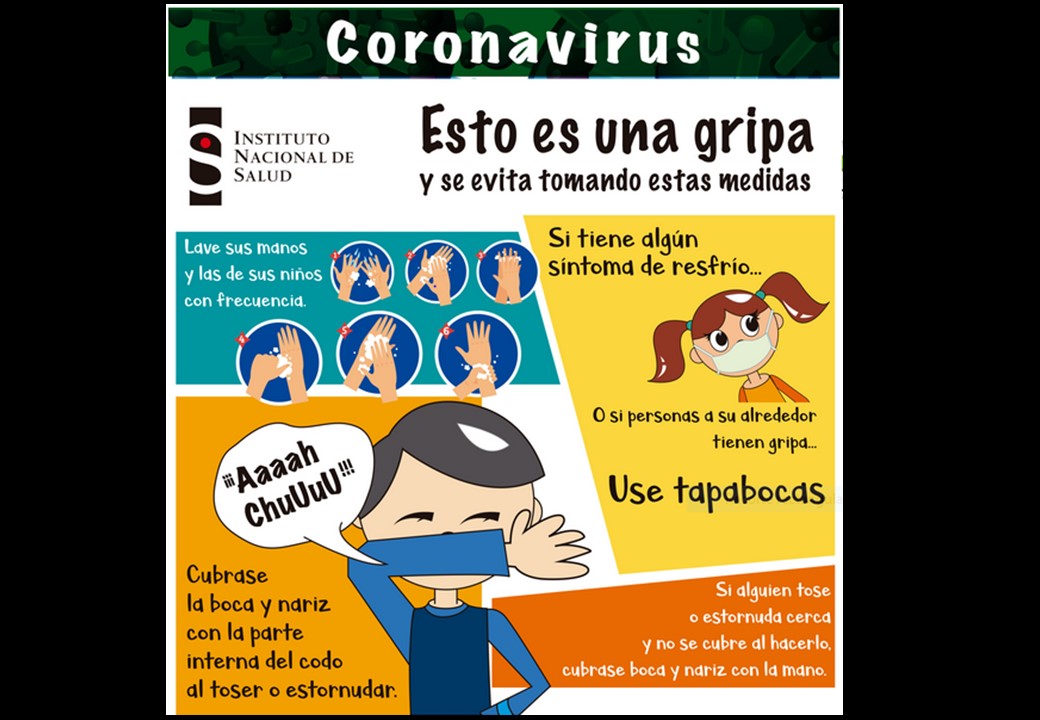 Coronavirus
INSTITUTO
NACIONAL DE
SALUD
Esto es una gripa
y se evita tomando estas medidas
Lave sus manos
y las de sus niños
con frecuencia.
1
2
3
4
5
6
Si tiene algún
síntoma de resfrío...
O si personas a su alrededor
tienen gripa...
Use tapabocas
¡¡¡Aaaah
ChuUuU!!!
Cubrase
la boca y nariz
con la parte
interna del codo
al toser o estornudar.
Si alguien tose
o estornuda cerca
y no se cubre al hacerlo,
cubrase boca y nariz con la mano.